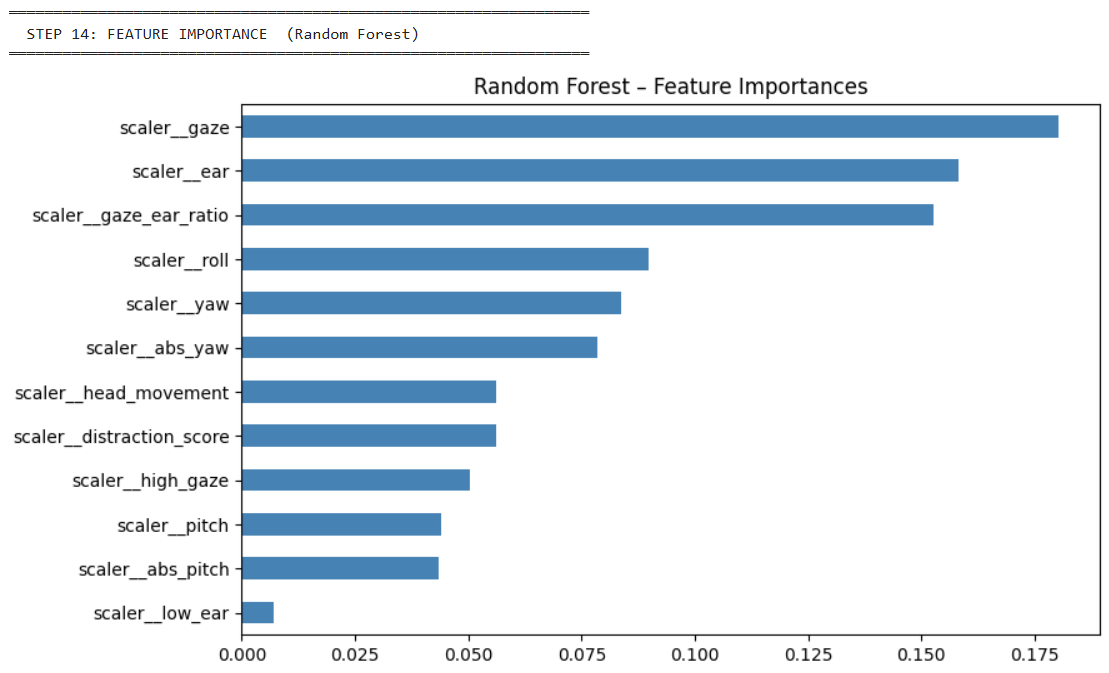 STEP 14: FEATURE IMPORTANCE  (Random Forest)
Random Forest – Feature Importances
scaler__gaze
scaler__ear
scaler__gaze_ear_ratio
scaler__roll
scaler__yaw
scaler__abs_yaw
scaler__head_movement
scaler__distraction_score
scaler__high_gaze
scaler__pitch
scaler__abs_pitch
scaler__low_ear
0.000 0.025 0.050 0.075 0.100 0.125 0.150 0.175